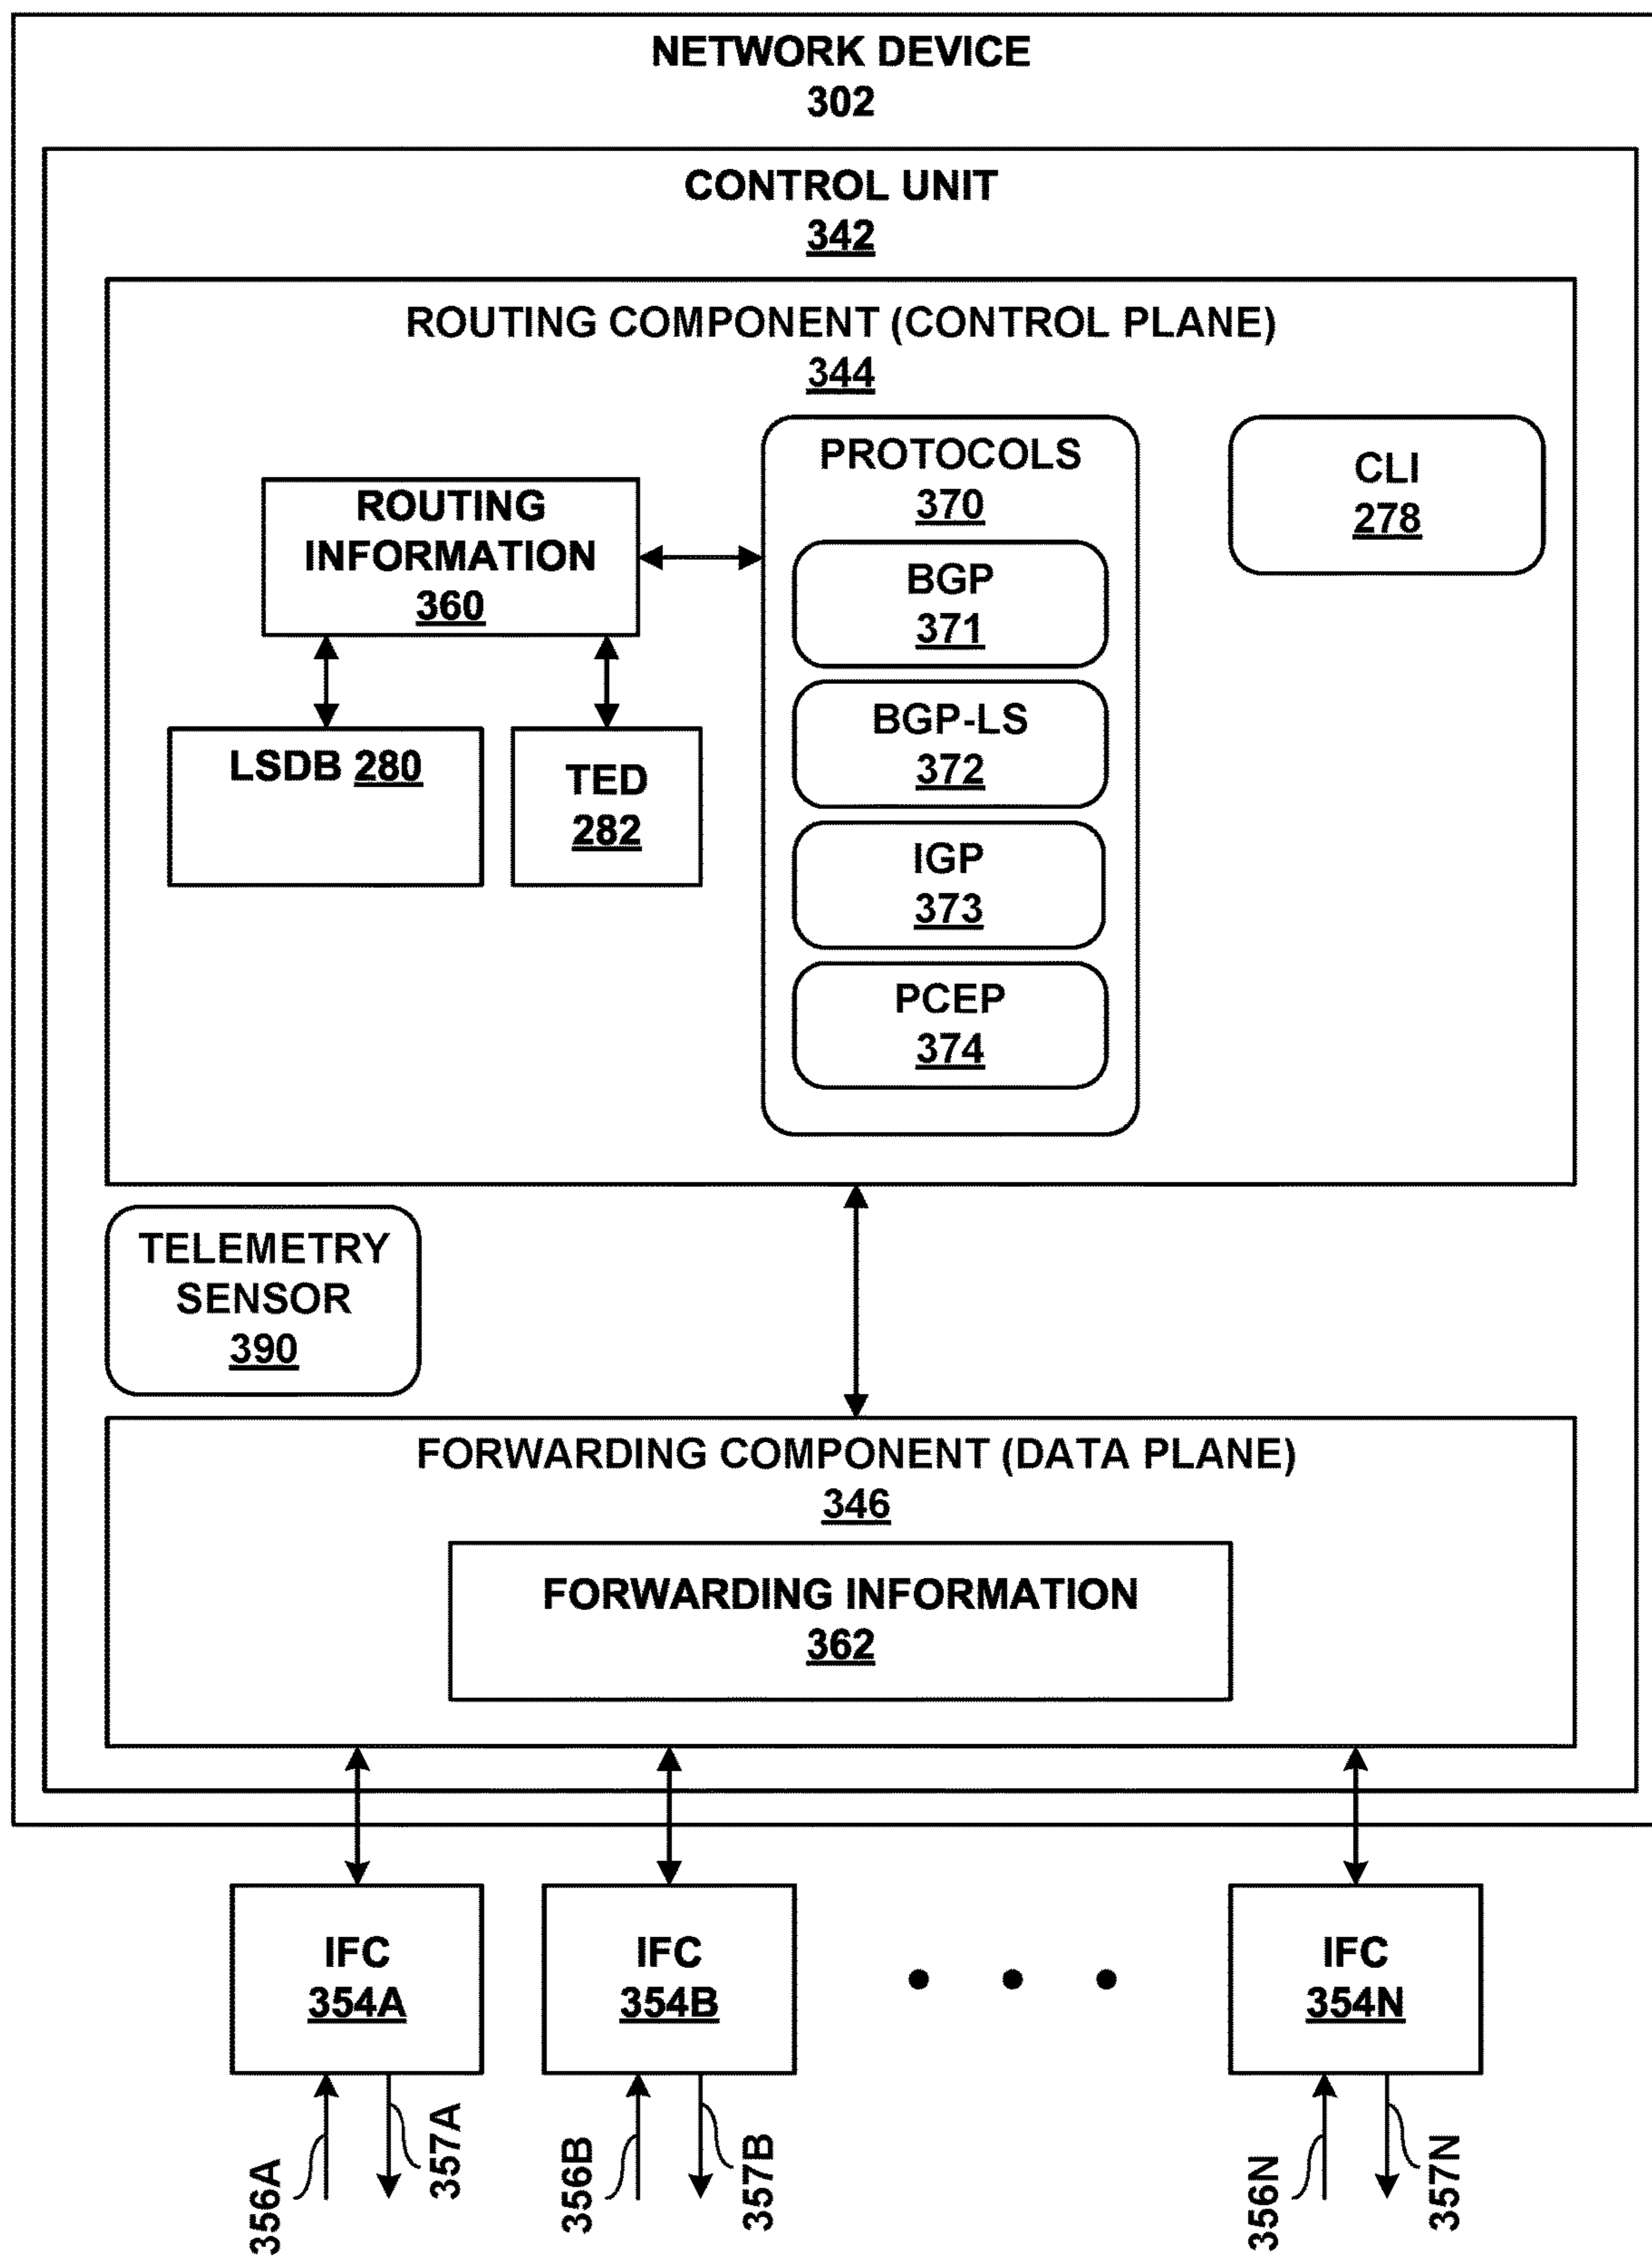 NETWORK DEVICE
302
CONTROL UNIT
342
ROUTING COMPONENT (CONTROL PLANE)
344
ROUTING
INFORMATION
360
LSDB 280
TED
282
PROTOCOLS
370
BGP
371
BGP-LS
372
IGP
373
PCEP
374
CLI
278
TELEMETRY
SENSOR
390
FORWARDING COMPONENT (DATA PLANE)
346
FORWARDING INFORMATION
362
IFC
354A
IFC
354B
IFC
354N
356A
357A
356B
357B
356N
357N